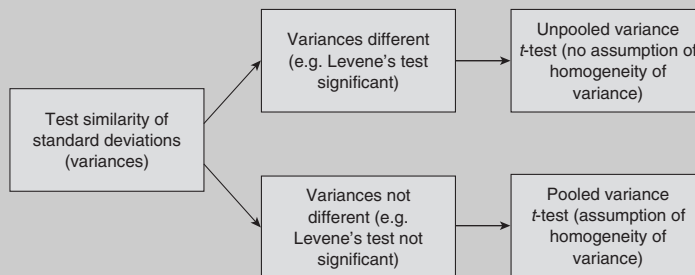 Test similarity of
standard deviations
(variances)
Variances different
(e.g. Levene's test
significant)
Unpooled variance
t-test (no assumption of
homogeneity of
variance)
Variances not
different (e.g.
Levene's test not
significant)
Pooled variance
t-test (assumption of
homogeneity of
variance)